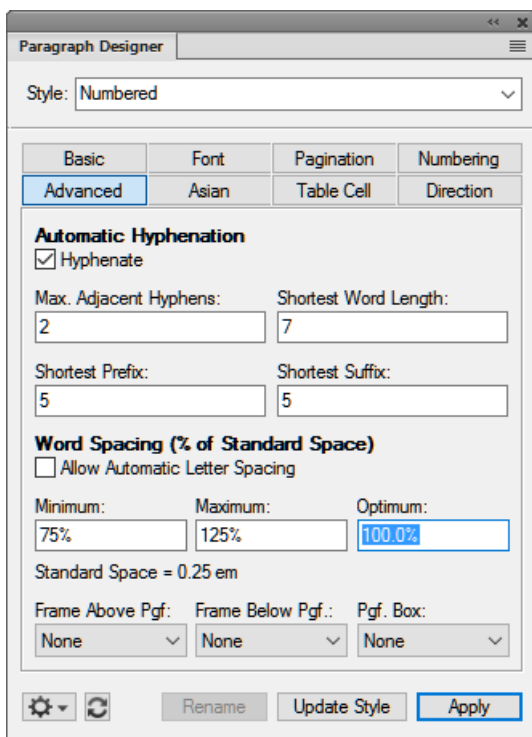 Paragraph Designer
Style: Numbered
Basic Font Pagination Numbering
Advanced Asian Table Cell Direction
Automatic Hyphenation
Hyphenate
Max. Adjacent Hyphens: Shortest Word Length:
2 7
Shortest Prefix: Shortest Suffix:
5 5
Word Spacing (% of Standard Space)
Allow Automatic Letter Spacing
Minimum: Maximum: Optimum:
75% 125% 100.0%
Standard Space = 0.25 em
Frame Above Pgf: Frame Below Pgf.: Pgf. Box:
None None None
Rename Update Style Apply